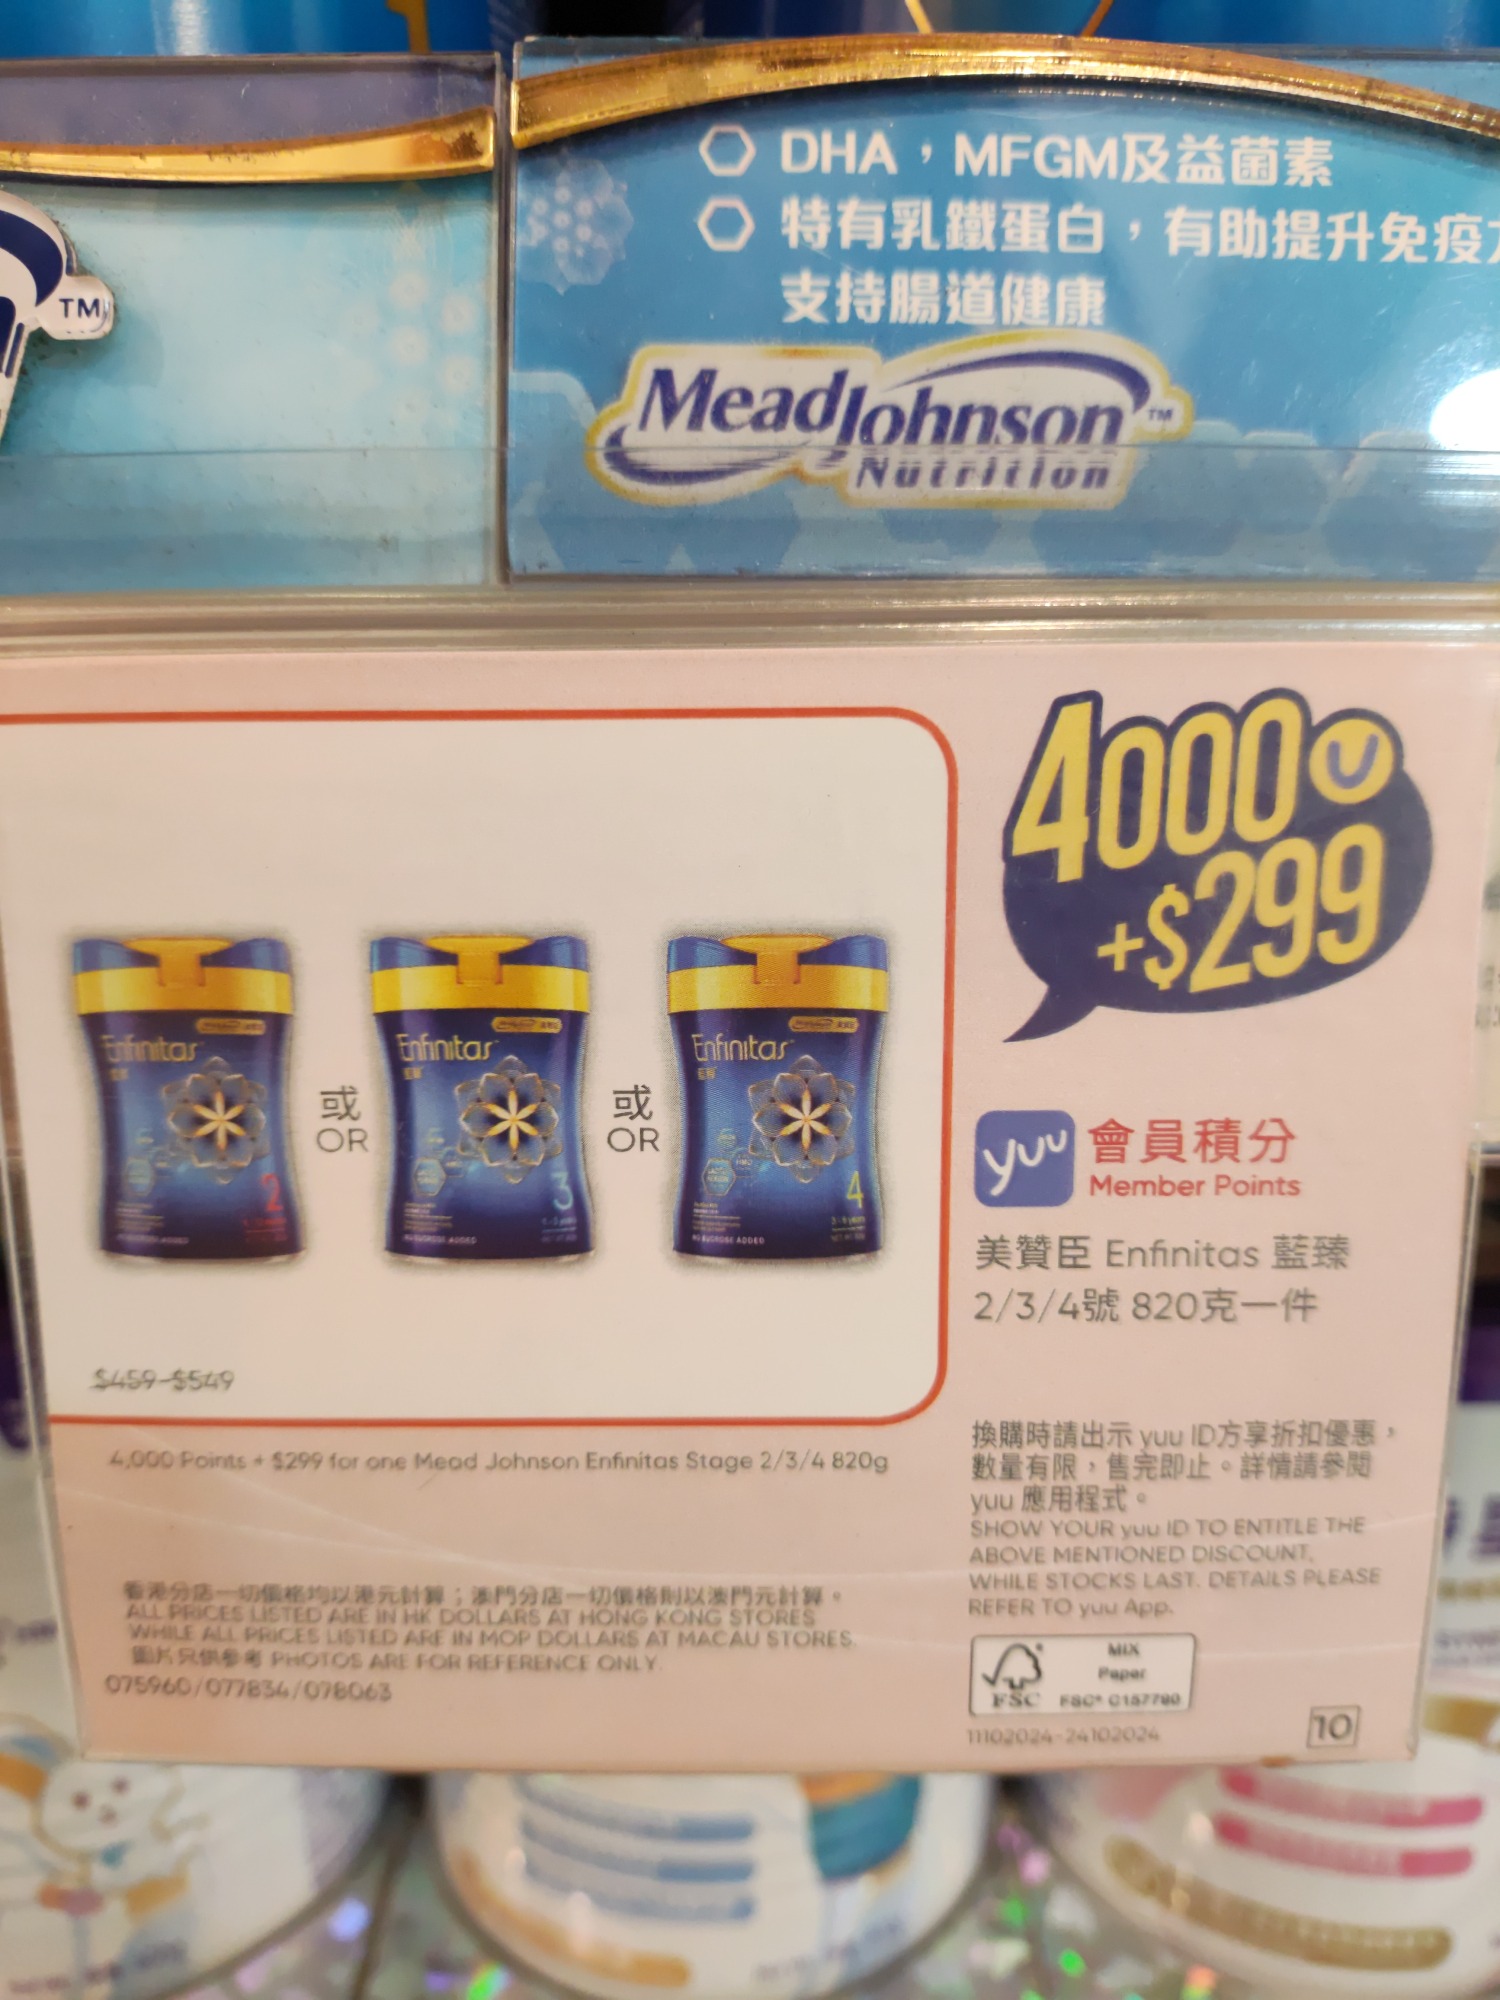 DHA，MFGM及益菌素
特有乳鐵蛋白，有助提升免疫
支持腸道健康
TM
MeadJohnson™
Nutrition
4000U
+$299
Enfinitas
2
或
OR
Enfinitas
3
或
OR
Enfinitas
4
NO SUCROSE ADDED
yuu 會員積分
Member Points
美贊臣 Enfinitas 藍臻
2/3/4號 820克一件
$459-$549
4,000 Points + $299 for one Mead Johnson Enfinitas Stage 2/3/4 820g
換購時請出示 yuu ID方享折扣優惠，
數量有限，售完即止。詳情請參閱
yuu 應用程式。
SHOW YOUR yuu ID TO ENTITLE THE
ABOVE MENTIONED DISCOUNT,
WHILE STOCKS LAST. DETAILS PLEASE
REFER TO yuu App.
香港分店一切價格均以港元計算；澳門分店一切價格則以澳門元計算。
ALL PRICES LISTED ARE IN HK DOLLARS AT HONG KONG STORES
WHILE ALL PRICES LISTED ARE IN MOP DOLLARS AT MACAU STORES.
圖片只供參考 PHOTOS ARE FOR REFERENCE ONLY.
075960/077834/078063
FSC
MIX
Paper
FSC® C157790
11102024-24102024
10